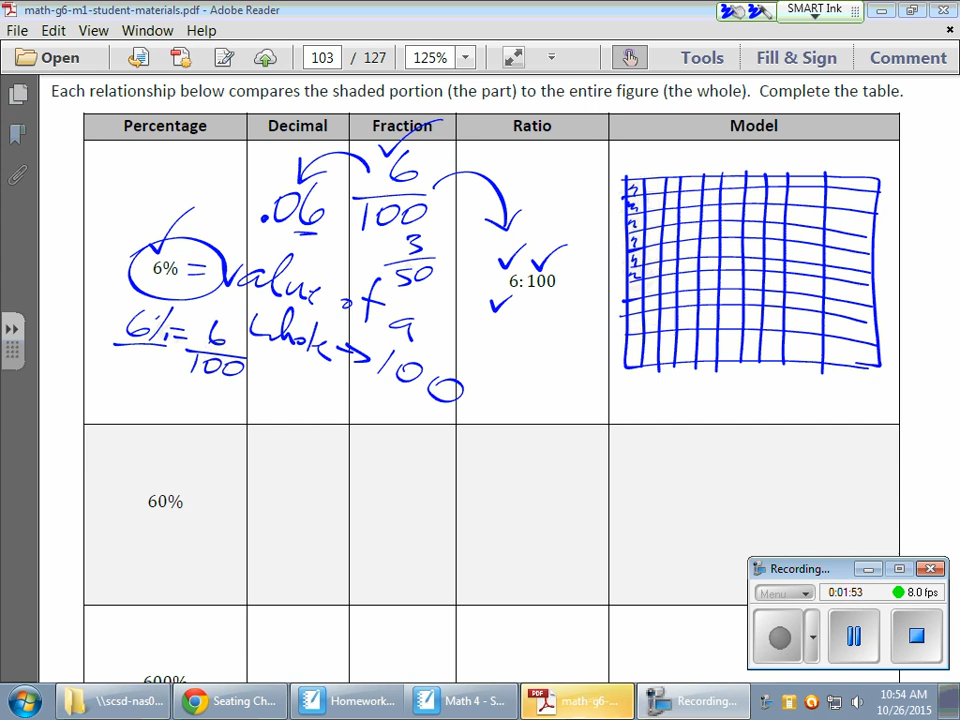 math-g6-m1-student-materials.pdf - Adobe Reader
SMART Ink
File Edit View Window Help
Open 103 / 127 125% Tools Fill & Sign Comment
Each relationship below compares the shaded portion (the part) to the entire figure (the whole). Complete the table.
Percentage Decimal Fraction Ratio Model
6
.06 100
3
50
6% = value of 6:100
a
6% = 6 whole → 100
100
60%
600%
Recording...
Menu 0:01:53 8.0 fps
\\scsd-nas0... Seating Ch... Homework... Math 4 - S... math-g6-... Recording...
10:54 AM
10/26/2015